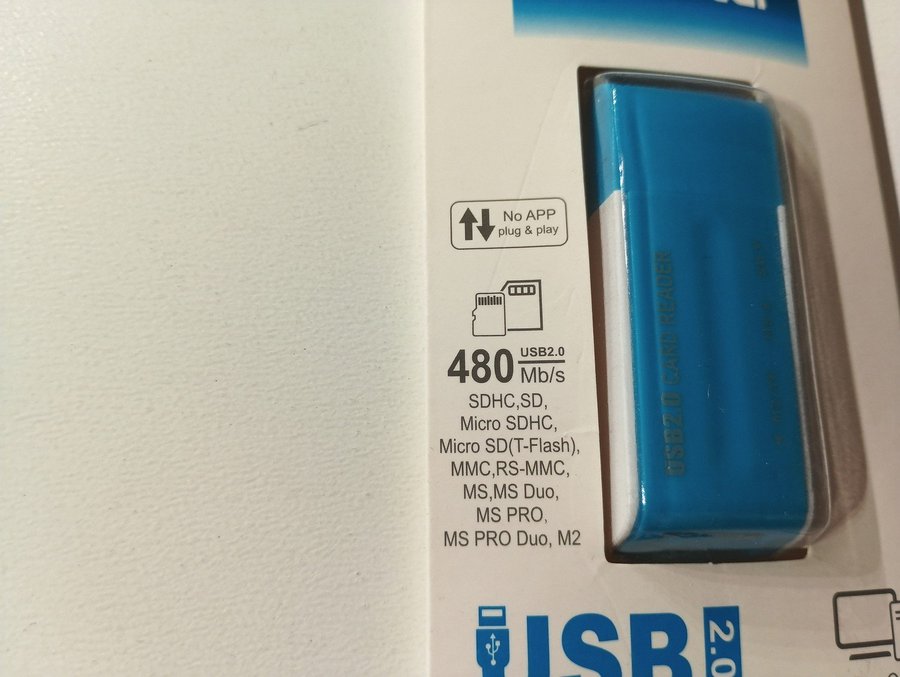 No APP
plug & play
480 USB2.0
Mb/s
SDHC,SD,
Micro SDHC,
Micro SD(T-Flash),
MMC,RS-MMC,
MS,MS Duo,
MS PRO,
MS PRO Duo, M2
USB2.0 CARD READER
USB 2.0